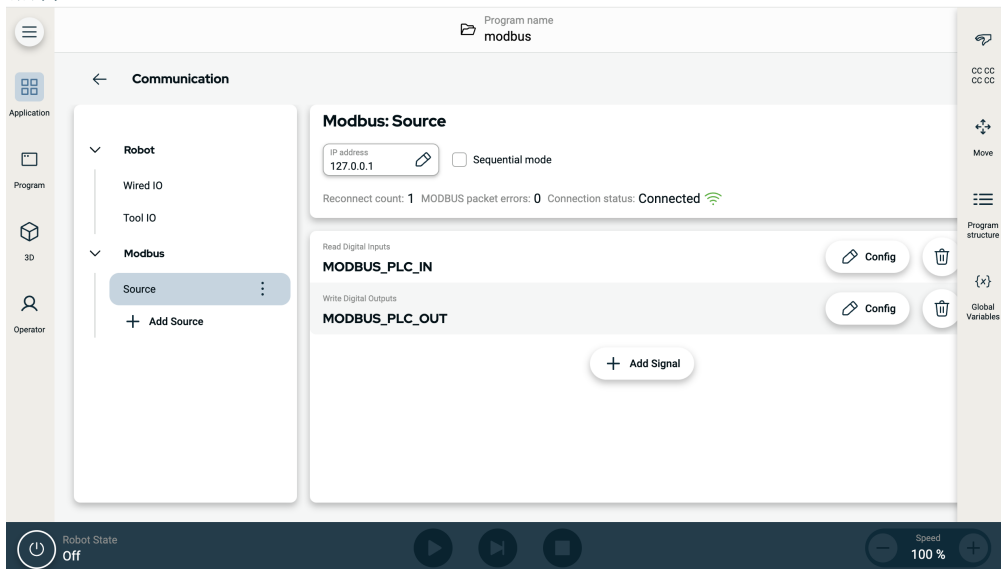 Program name
modbus
CC CC
CC CC
Communication
Application
Program
3D
Operator
Robot
Wired IO
Tool IO
Modbus
Source
Add Source
Modbus: Source
IP address
127.0.0.1
Sequential mode
Reconnect count: 1 MODBUS packet errors: 0 Connection status: Connected
Read Digital Inputs
MODBUS_PLC_IN
Config
Write Digital Outputs
MODBUS_PLC_OUT
Config
Add Signal
Move
Program
structure
{x}
Global
Variables
Robot State
Off
Speed
100 %